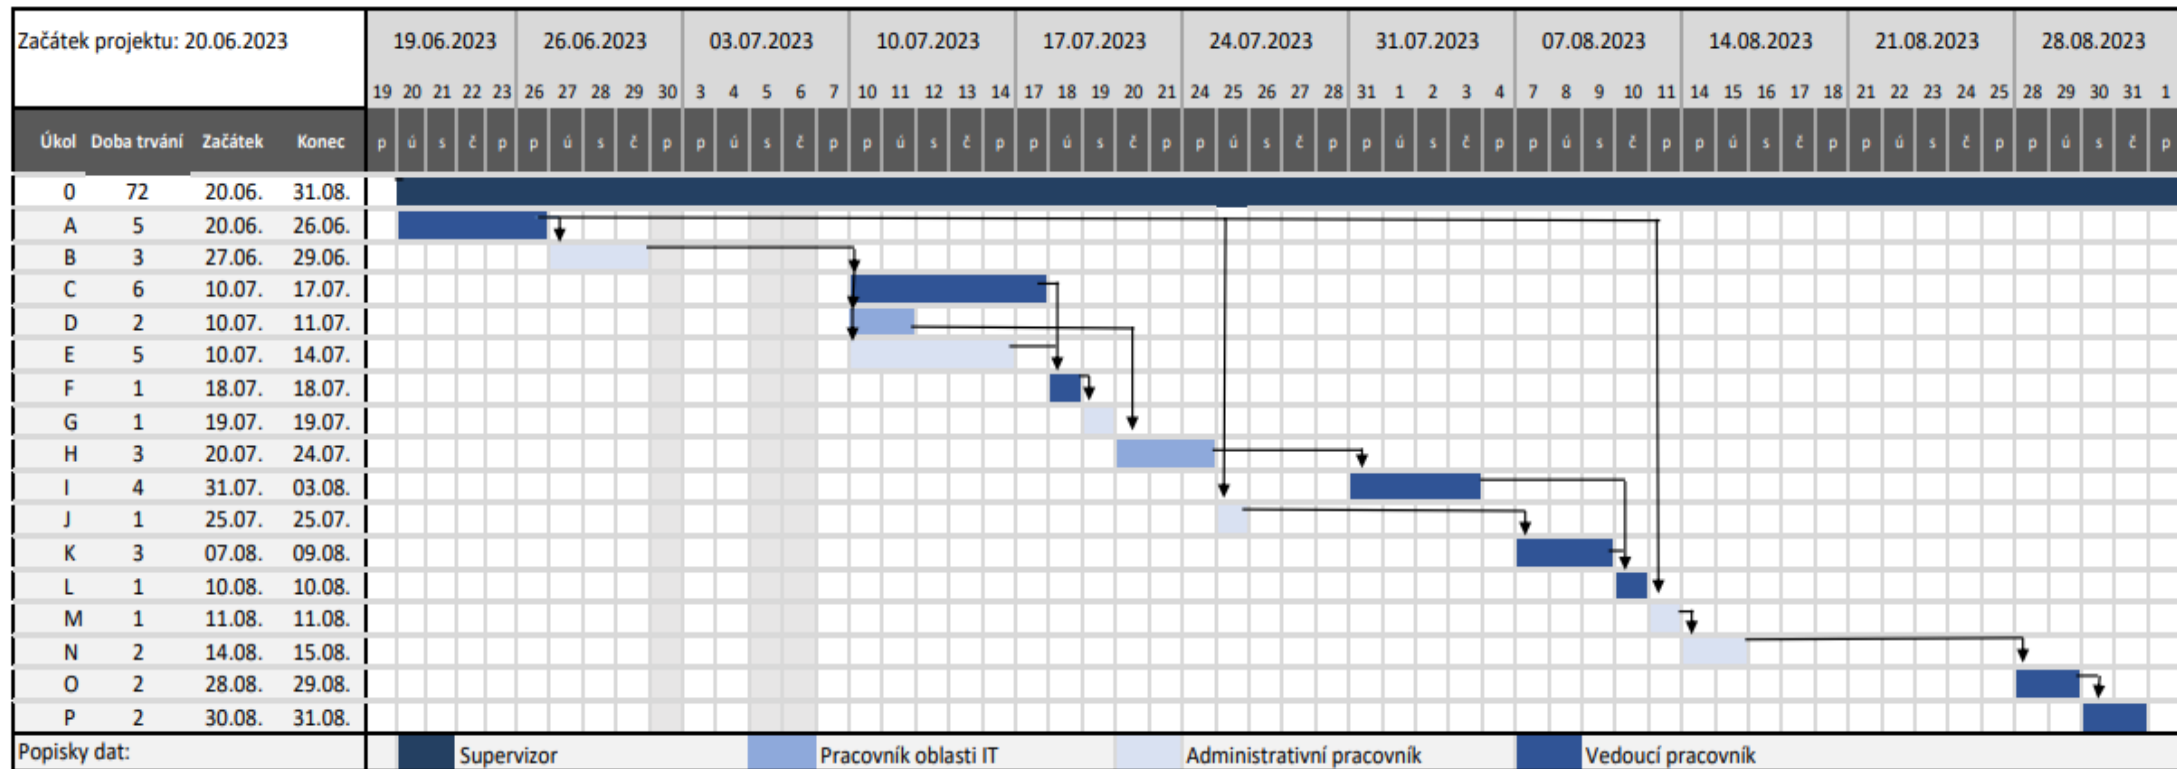 Začátek projektu: 20.06.2023 19.06.2023 26.06.2023 03.07.2023 10.07.2023 17.07.2023 24.07.2023 31.07.2023 07.08.2023 14.08.2023 21.08.2023 28.08.2023
19 20 21 22 23 26 27 28 29 30 3 4 5 6 7 10 11 12 13 14 17 18 19 20 21 24 25 26 27 28 31 1 2 3 4 7 8 9 10 11 14 15 16 17 18 21 22 23 24 25 28 29 30 31 1
Úkol Doba trvání Začátek Konec p ú s č p p ú s č p p ú s č p p ú s č p p ú s č p p ú s č p p ú s č p p ú s č p p ú s č p p ú s č p p ú s č p
0 72 20.06. 31.08.
A 5 20.06. 26.06.
B 3 27.06. 29.06.
C 6 10.07. 17.07.
D 2 10.07. 11.07.
E 5 10.07. 14.07.
F 1 18.07. 18.07.
G 1 19.07. 19.07.
H 3 20.07. 24.07.
I 4 31.07. 03.08.
J 1 25.07. 25.07.
K 3 07.08. 09.08.
L 1 10.08. 10.08.
M 1 11.08. 11.08.
N 2 14.08. 15.08.
O 2 28.08. 29.08.
P 2 30.08. 31.08.
Popisky dat: Supervizor Pracovník oblasti IT Administrativní pracovník Vedoucí pracovník